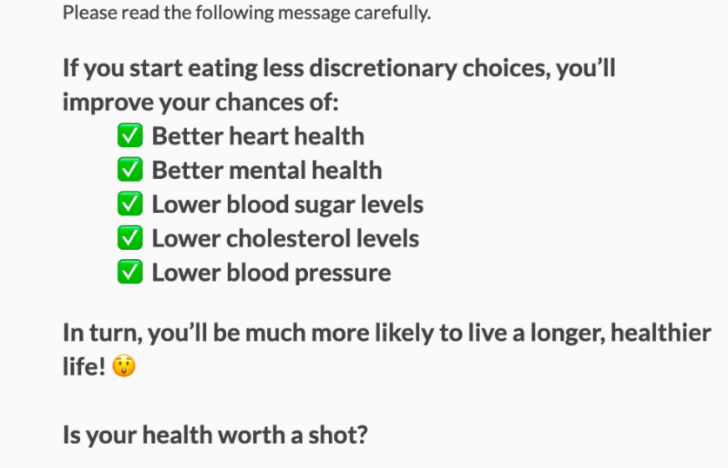 Please read the following message carefully.
If you start eating less discretionary choices, you’ll
improve your chances of:
✅ Better heart health
✅ Better mental health
✅ Lower blood sugar levels
✅ Lower cholesterol levels
✅ Lower blood pressure
In turn, you’ll be much more likely to live a longer, healthier
life! 😲
Is your health worth a shot?